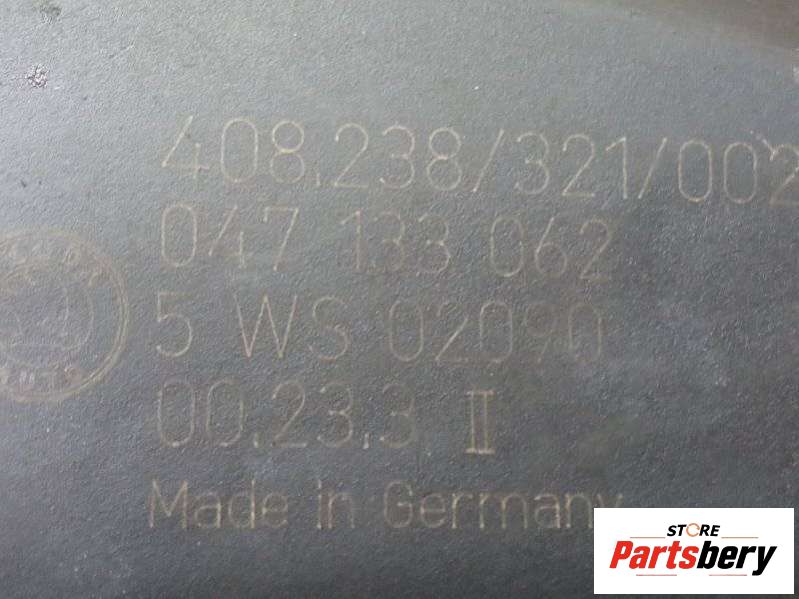 408.238/321/002
047 133 062
5 WS 02090
00.23.3 II
Made in Germany
AUTO
STORE
Partsbery